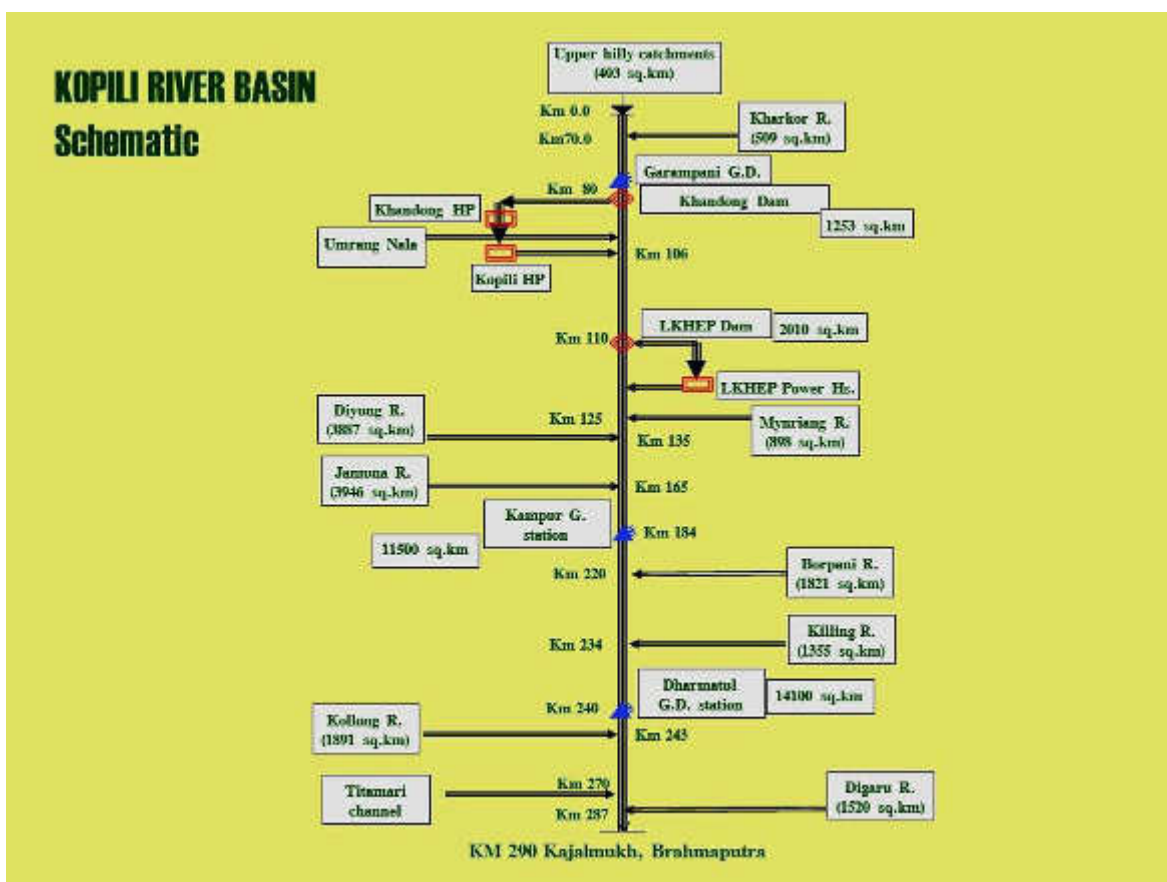 KOPILI RIVER BASIN
Schematic
Upper hilly catchments
(403 sq.km)
Km 0.0
Kharkor R.
(509 sq.km)
Km70.0
Garampani G.D.
Km 80
Khandong Dam
Khandong HP
1253 sq.km
Umrang Nala
Km 106
Kopili HP
LKHEP Dam
2010 sq.km
Km 110
LKHEP Power Hs.
Diyung R.
(3887 sq.km)
Km 125
Mynriang R.
(898 sq.km)
Km 135
Jamuna R.
(3946 sq.km)
Km 165
Kampur G.
station
Km 184
11500 sq.km
Km 220
Borpani R.
(1821 sq.km)
Killing R.
(1355 sq.km)
Km 234
Dharmatul
G.D. station
14100 sq.km
Km 240
Kollong R.
(1891 sq.km)
Km 243
Titamari
channel
Km 270
Digaru R.
(1520 sq.km)
Km 287
KM 290 Kajalmukh, Brahmaputra